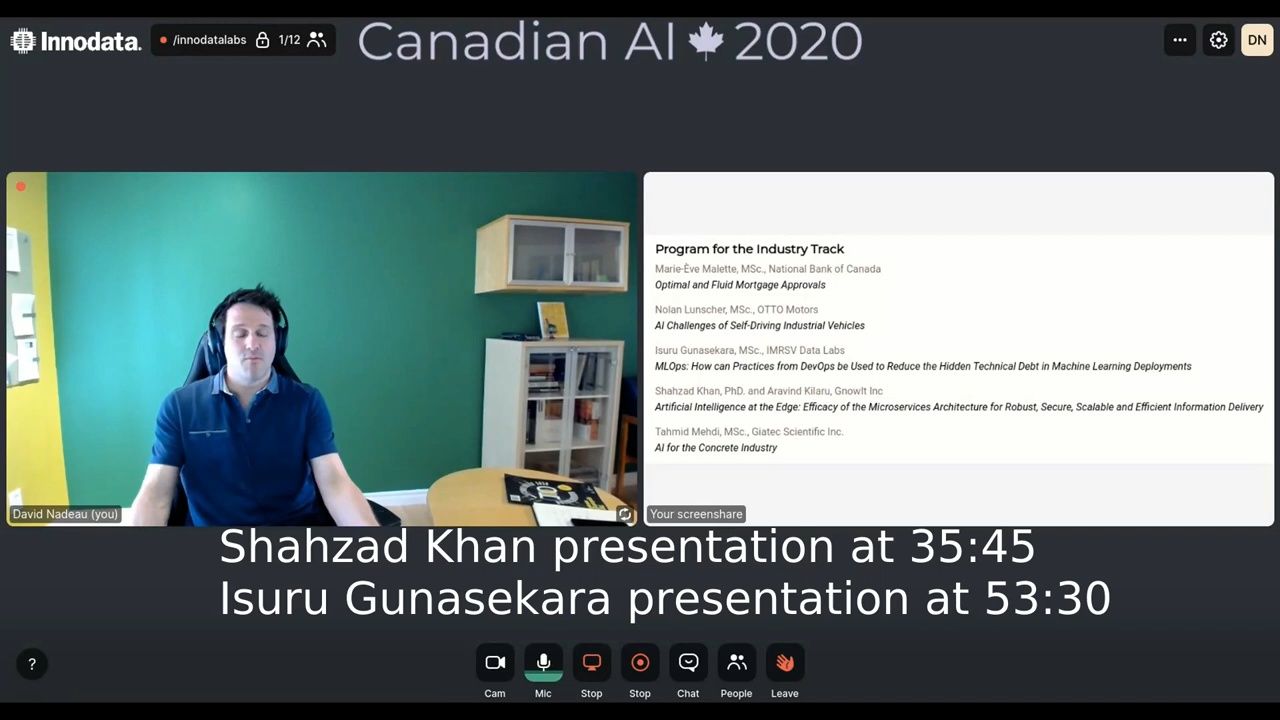 Innodata.
/innodatalabs
1/12
Canadian AI 2020
DN
Program for the Industry Track
Marie-Ève Malette, MSc., National Bank of Canada
Optimal and Fluid Mortgage Approvals
Nolan Lunscher, MSc., OTTO Motors
AI Challenges of Self-Driving Industrial Vehicles
Isuru Gunasekara, MSc., IMRSV Data Labs
MLOps: How can Practices from DevOps be Used to Reduce the Hidden Technical Debt in Machine Learning Deployments
Shahzad Khan, PhD. and Aravind Kilaru, GnowIt Inc
Artificial Intelligence at the Edge: Efficacy of the Microservices Architecture for Robust, Secure, Scalable and Efficient Information Delivery
Tahmid Mehdi, MSc., Giatec Scientific Inc.
AI for the Concrete Industry
David Nadeau (you)
Your screenshare
Shahzad Khan presentation at 35:45
Isuru Gunasekara presentation at 53:30
?
Cam
Mic
Stop
Stop
Chat
People
Leave